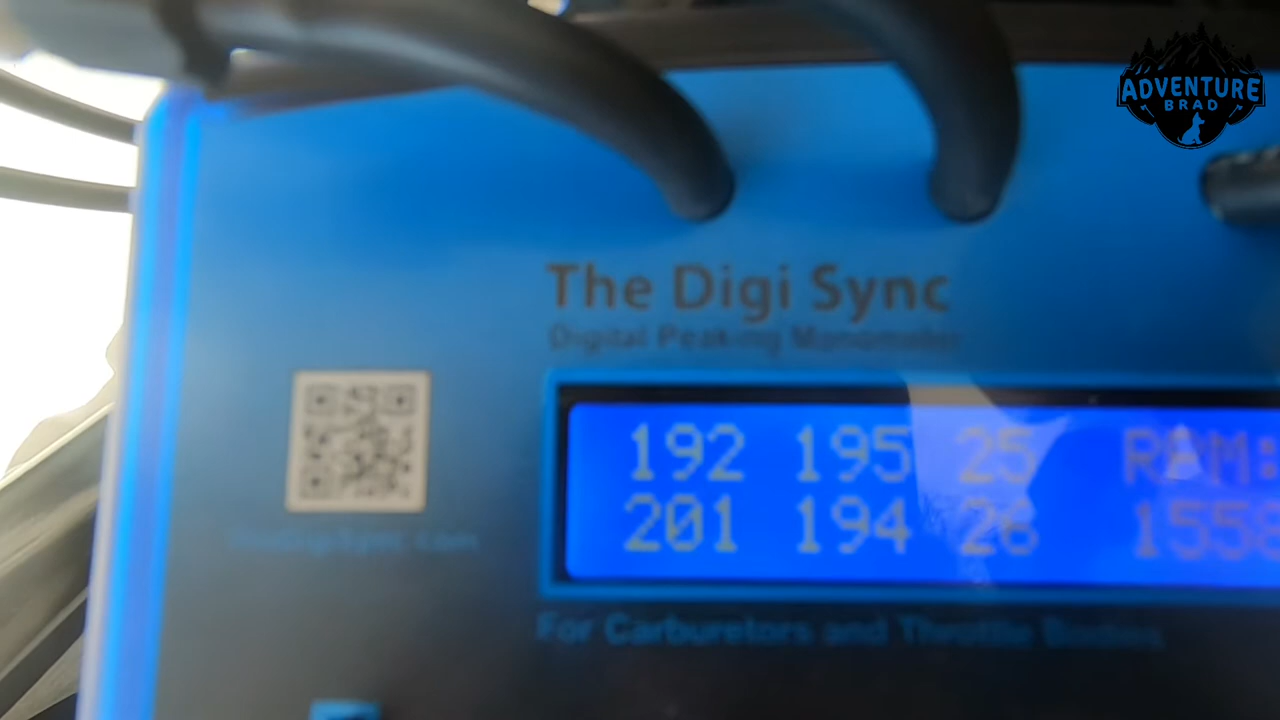 ADVENTURE
BRAD
The Digi Sync
Digital Peaking Manometer
192 195 25 RPM:
201 194 26 1558
For Carburetors and Throttle Bodies